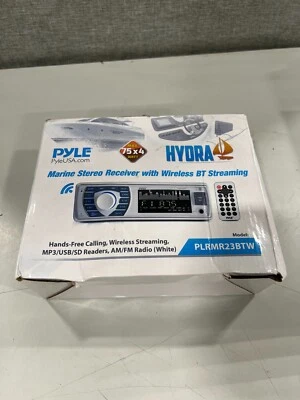 PYLE
PyleUSA.com
75x4
HYDRA
Marine Stereo Receiver with Wireless BT Streaming
Hands-Free Calling, Wireless Streaming,
MP3/USB/SD Readers, AM/FM Radio (White)
Model:
PLRMR23BTW